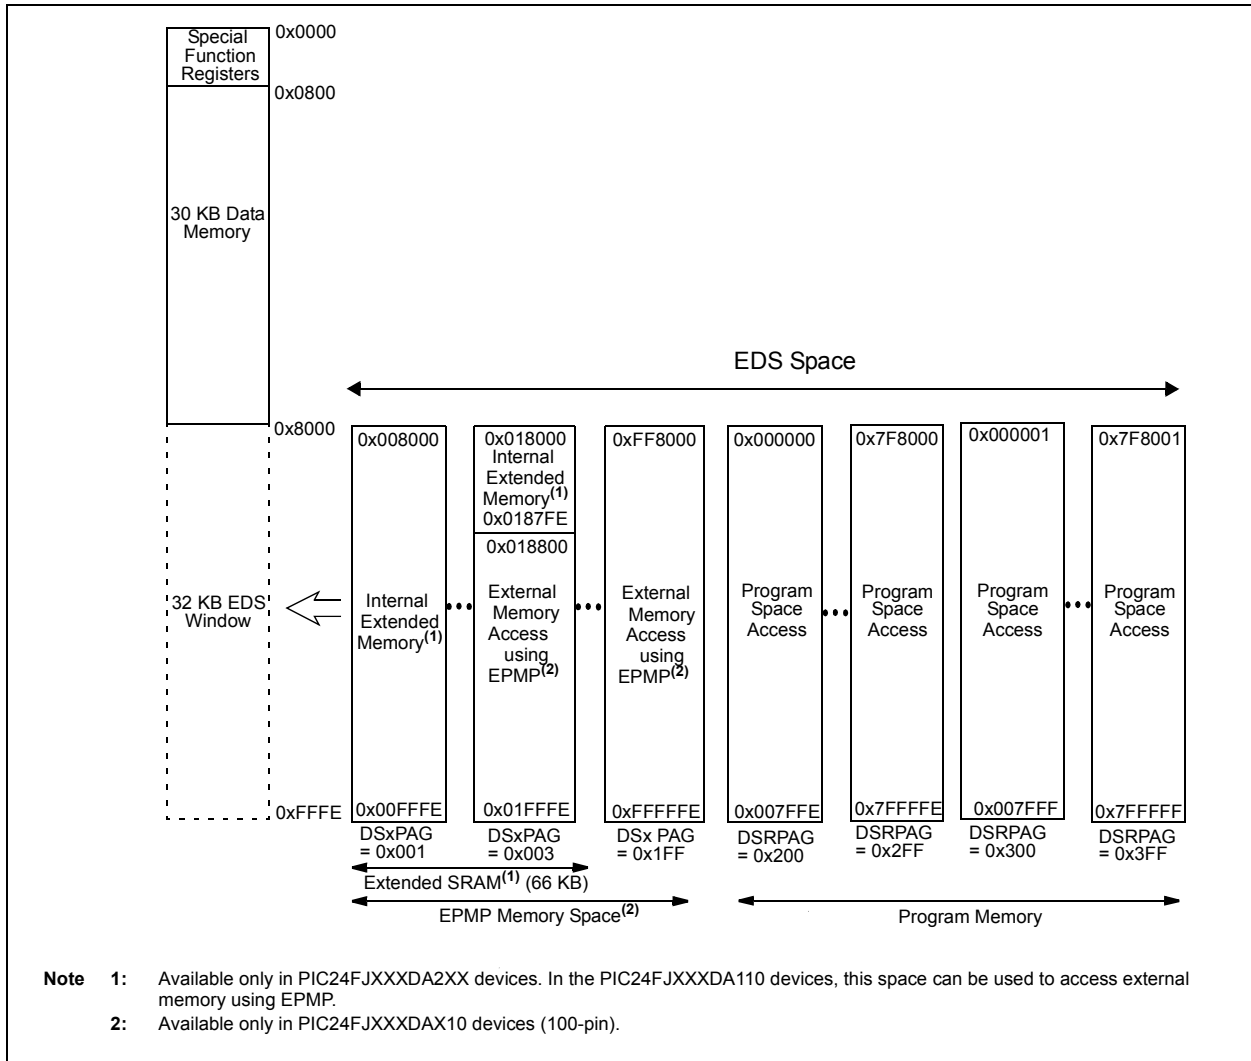 Special
Function
Registers
0x0000
0x0800
30 KB Data
Memory
EDS Space
0x8000
32 KB EDS
Window
0xFFFE
0x008000
Internal
Extended
Memory(1)
0x00FFFE
DSxPAG
= 0x001
0x018000
Internal
Extended
Memory(1)
0x0187FE
0x018800
External
Memory
Access
using
EPMP(2)
0x01FFFE
DSxPAG
= 0x003
0xFF8000
External
Memory
Access
using
EPMP(2)
0xFFFFFE
DSx PAG
= 0x1FF
0x000000
Program
Space
Access
0x007FFE
DSRPAG
= 0x200
0x7F8000
Program
Space
Access
0x7FFFFE
DSRPAG
= 0x2FF
0x000001
Program
Space
Access
0x007FFF
DSRPAG
= 0x300
0x7F8001
Program
Space
Access
0x7FFFFF
DSRPAG
= 0x3FF
Extended SRAM(1) (66 KB)
EPMP Memory Space(2)
Program Memory
Note 1: Available only in PIC24FJXXXDA2XX devices. In the PIC24FJXXXDA110 devices, this space can be used to access external
memory using EPMP.
2: Available only in PIC24FJXXXDAX10 devices (100-pin).